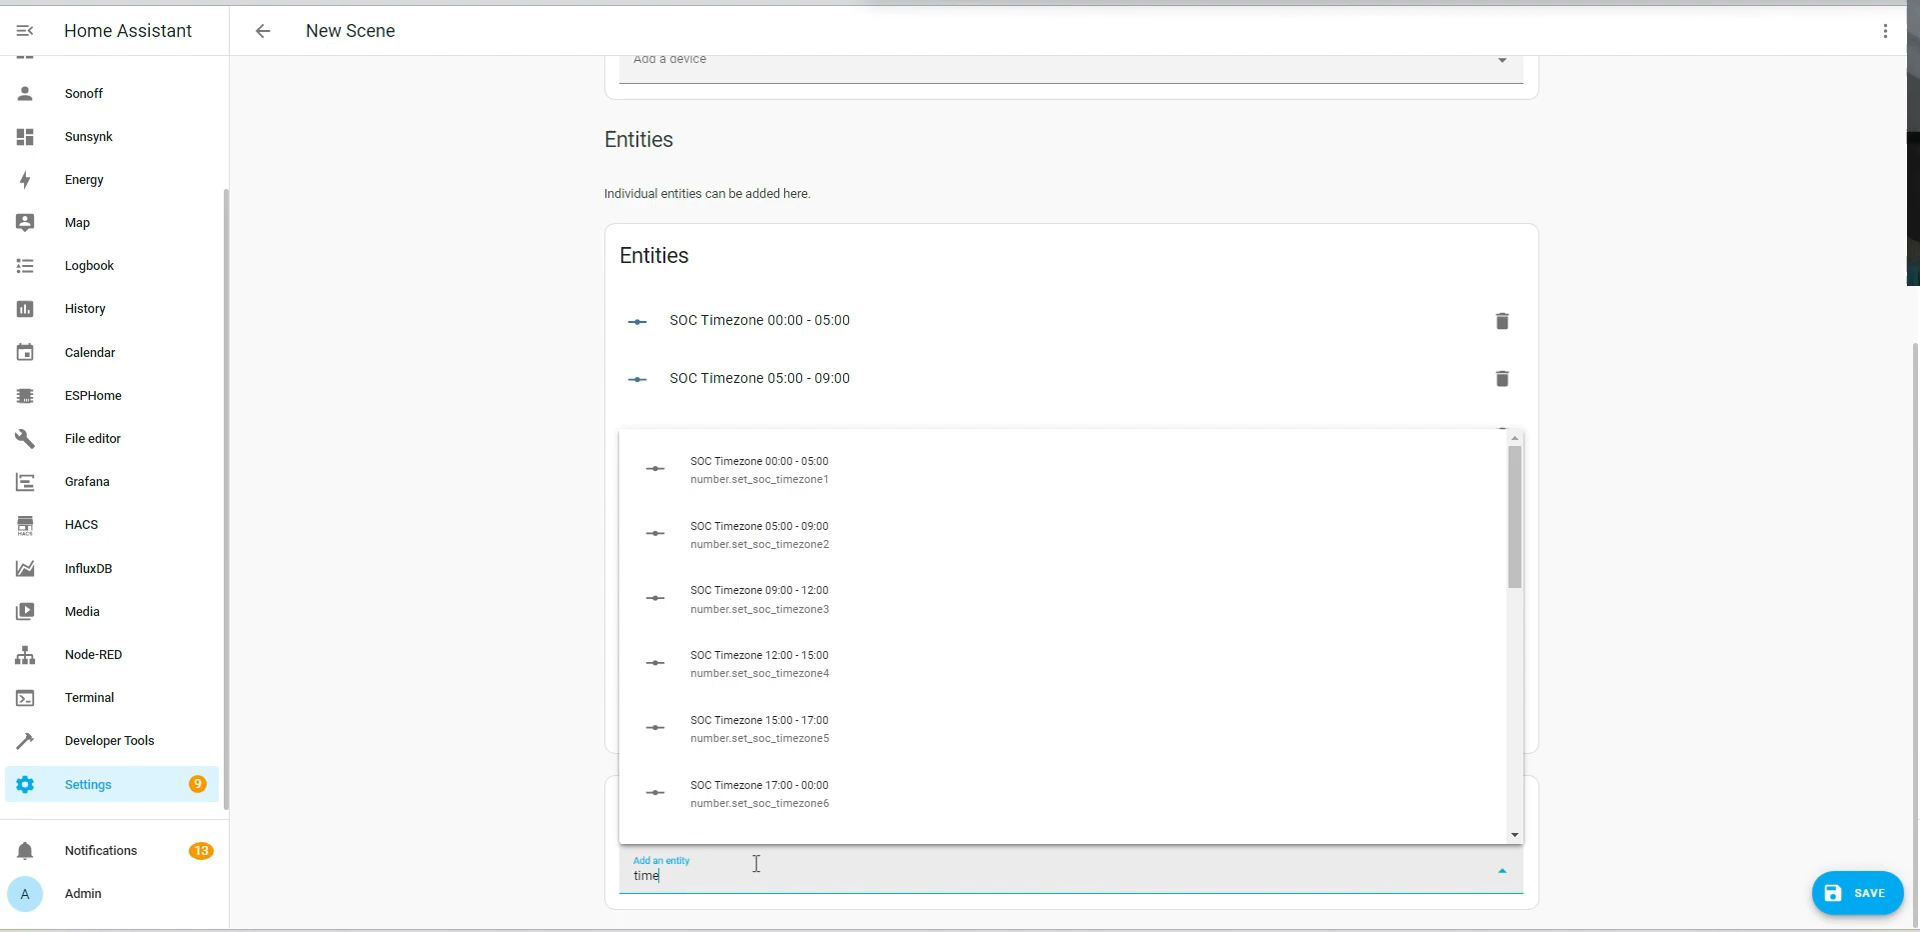 Home Assistant
New Scene
Sonoff
Sunsynk
Energy
Map
Logbook
History
Calendar
ESPHome
File editor
Grafana
HACS
HACS
InfluxDB
Media
Node-RED
Terminal
Developer Tools
Settings
9
Notifications
13
A
Admin
Add a device
Entities
Individual entities can be added here.
Entities
SOC Timezone 00:00 - 05:00
SOC Timezone 05:00 - 09:00
SOC Timezone 00:00 - 05:00
number.set_soc_timezone1
SOC Timezone 05:00 - 09:00
number.set_soc_timezone2
SOC Timezone 09:00 - 12:00
number.set_soc_timezone3
SOC Timezone 12:00 - 15:00
number.set_soc_timezone4
SOC Timezone 15:00 - 17:00
number.set_soc_timezone5
SOC Timezone 17:00 - 00:00
number.set_soc_timezone6
Add an entity
time
SAVE